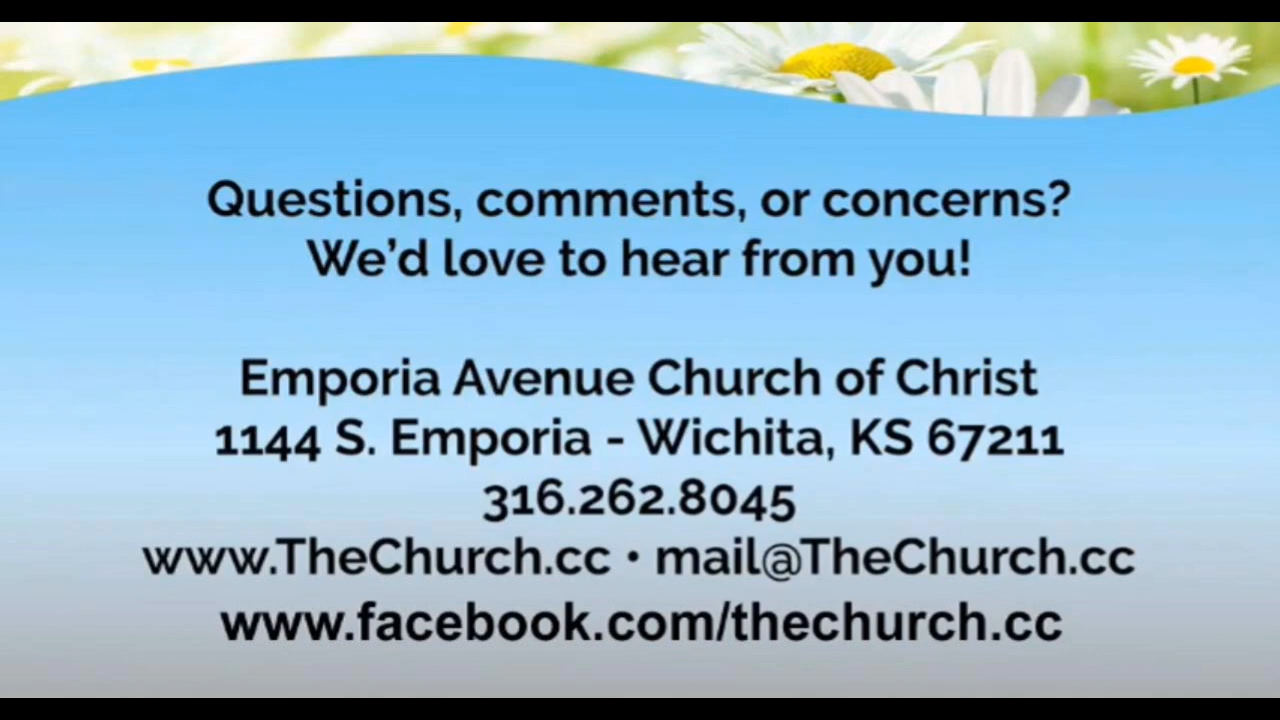 Questions, comments, or concerns?
We'd love to hear from you!
Emporia Avenue Church of Christ
1144 S. Emporia - Wichita, KS 67211
316.262.8045
www.TheChurch.cc • mail@TheChurch.cc
www.facebook.com/thechurch.cc